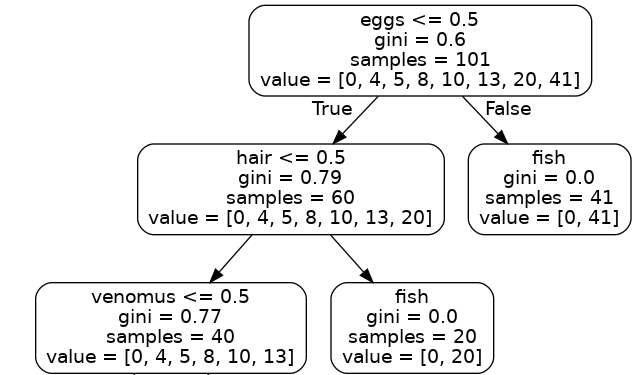 eggs <= 0.5
gini = 0.6
samples = 101
value = [0, 4, 5, 8, 10, 13, 20, 41]
True
False
hair <= 0.5
gini = 0.79
samples = 60
value = [0, 4, 5, 8, 10, 13, 20]
fish
gini = 0.0
samples = 41
value = [0, 41]
venomus <= 0.5
gini = 0.77
samples = 40
value = [0, 4, 5, 8, 10, 13]
fish
gini = 0.0
samples = 20
value = [0, 20]